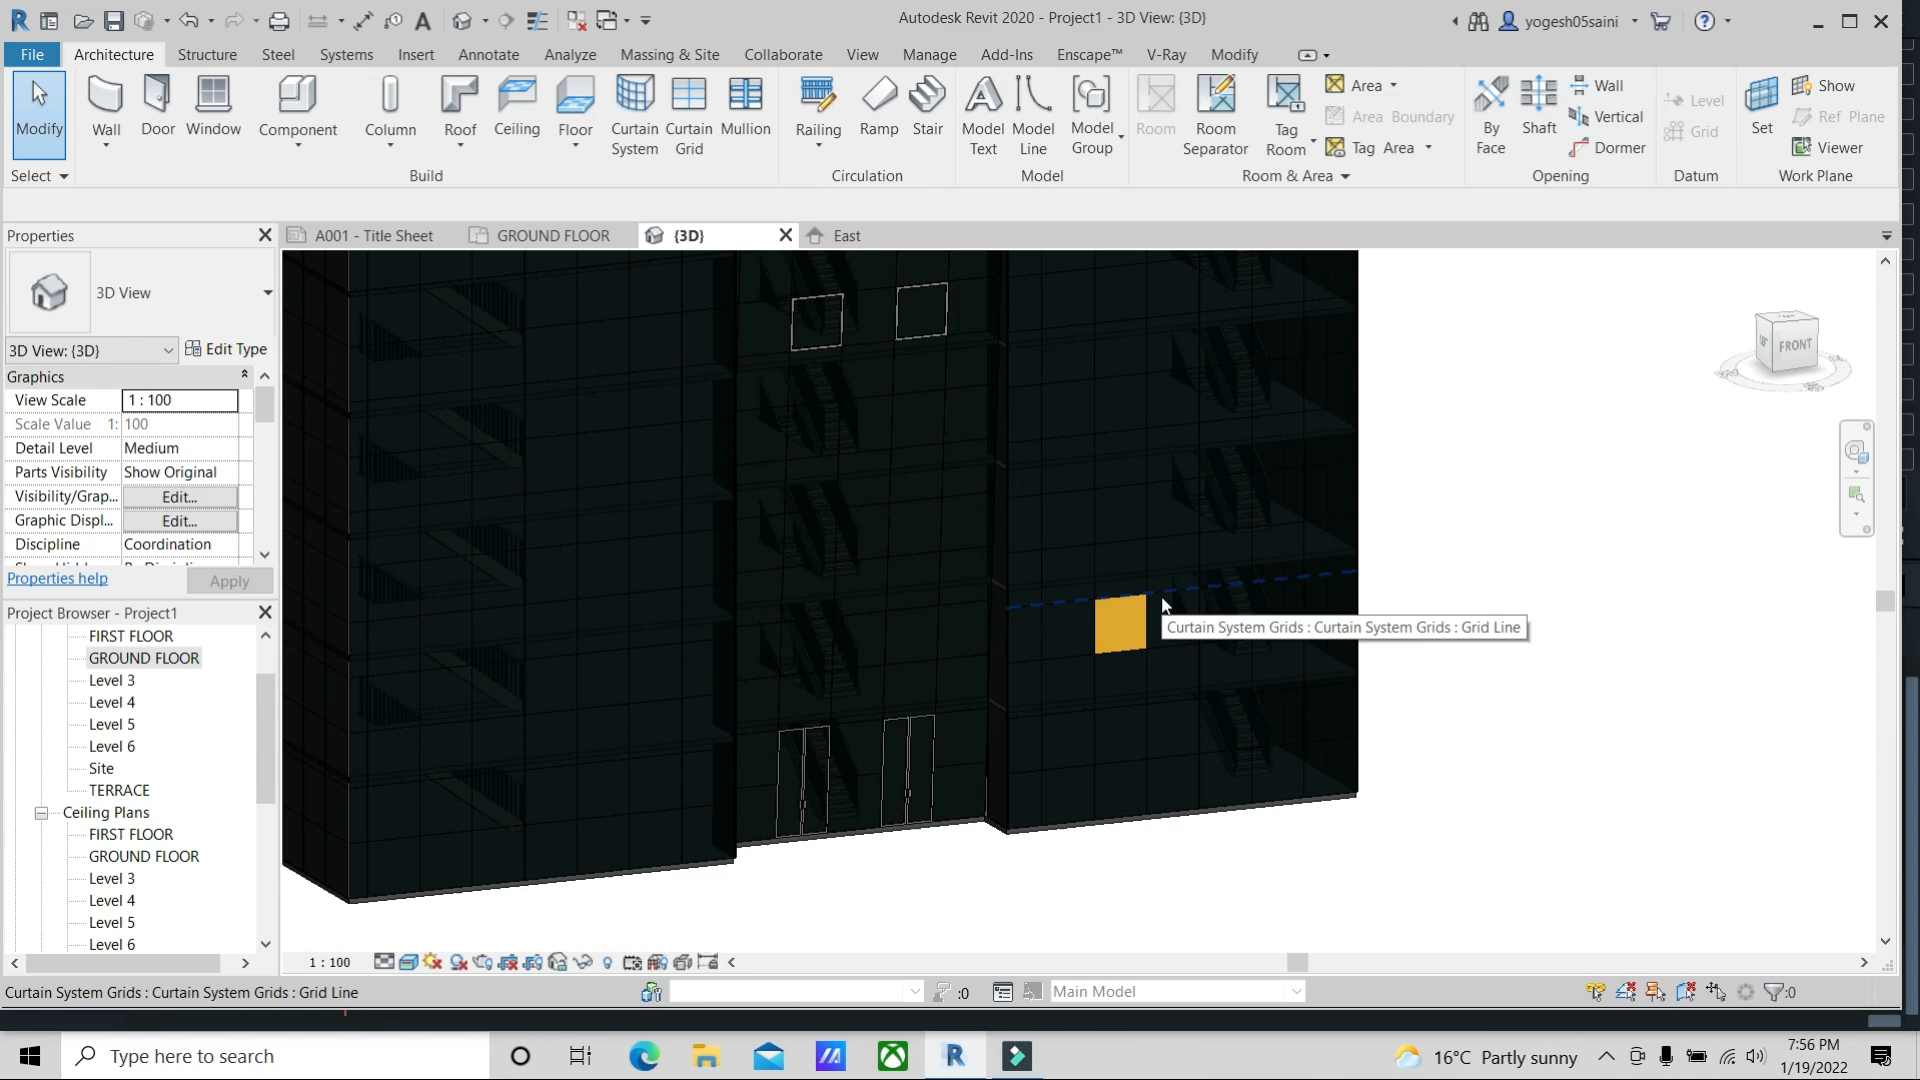 Autodesk Revit 2020 - Project1 - 3D View: {3D}
yogesh05saini
File Architecture Structure Steel Systems Insert Annotate Analyze Massing & Site Collaborate View Manage Add-Ins Enscape™ V-Ray Modify
Modify
Wall
Door
Window
Component
Column
Roof
Ceiling
Floor
Curtain System
Curtain Grid
Mullion
Railing
Ramp
Stair
Model Text
Model Line
Model Group
Room
Room Separator
Tag Room
Area
Area Boundary
Tag Area
By Face
Shaft
Wall
Vertical
Dormer
Level
Grid
Set
Show
Ref Plane
Viewer
Select Build Circulation Model Room & Area Opening Datum Work Plane
Properties
A001 - Title Sheet GROUND FLOOR {3D} East
3D View
3D View: {3D} Edit Type
Graphics
View Scale 1 : 100
Scale Value 1: 100
Detail Level Medium
Parts Visibility Show Original
Visibility/Grap... Edit...
Graphic Displ... Edit...
Discipline Coordination
Properties help Apply
Project Browser - Project1
FIRST FLOOR
GROUND FLOOR
Level 3
Level 4
Level 5
Level 6
Site
TERRACE
Ceiling Plans
FIRST FLOOR
GROUND FLOOR
Level 3
Level 4
Level 5
Level 6
FRONT
Curtain System Grids : Curtain System Grids : Grid Line
1 : 100
Curtain System Grids : Curtain System Grids : Grid Line
:0
Main Model
:0
Type here to search
16°C Partly sunny
7:56 PM
1/19/2022